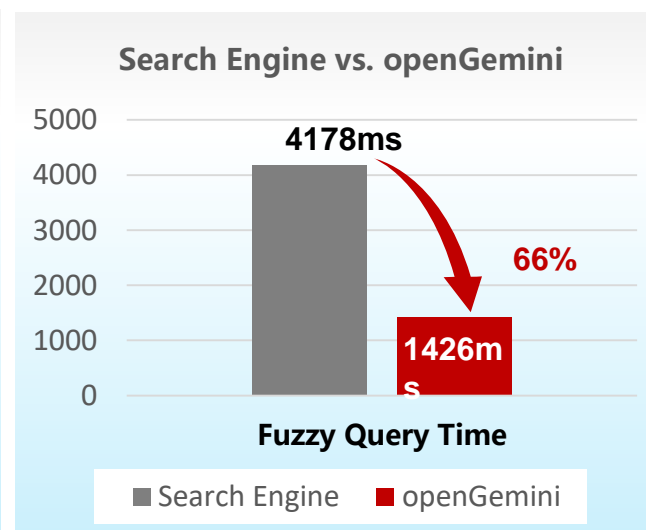 Search Engine vs. openGemini
5000
4178ms
4000
3000
66%
2000
1000
1426m
s
0
Fuzzy Query Time
Search Engine
openGemini